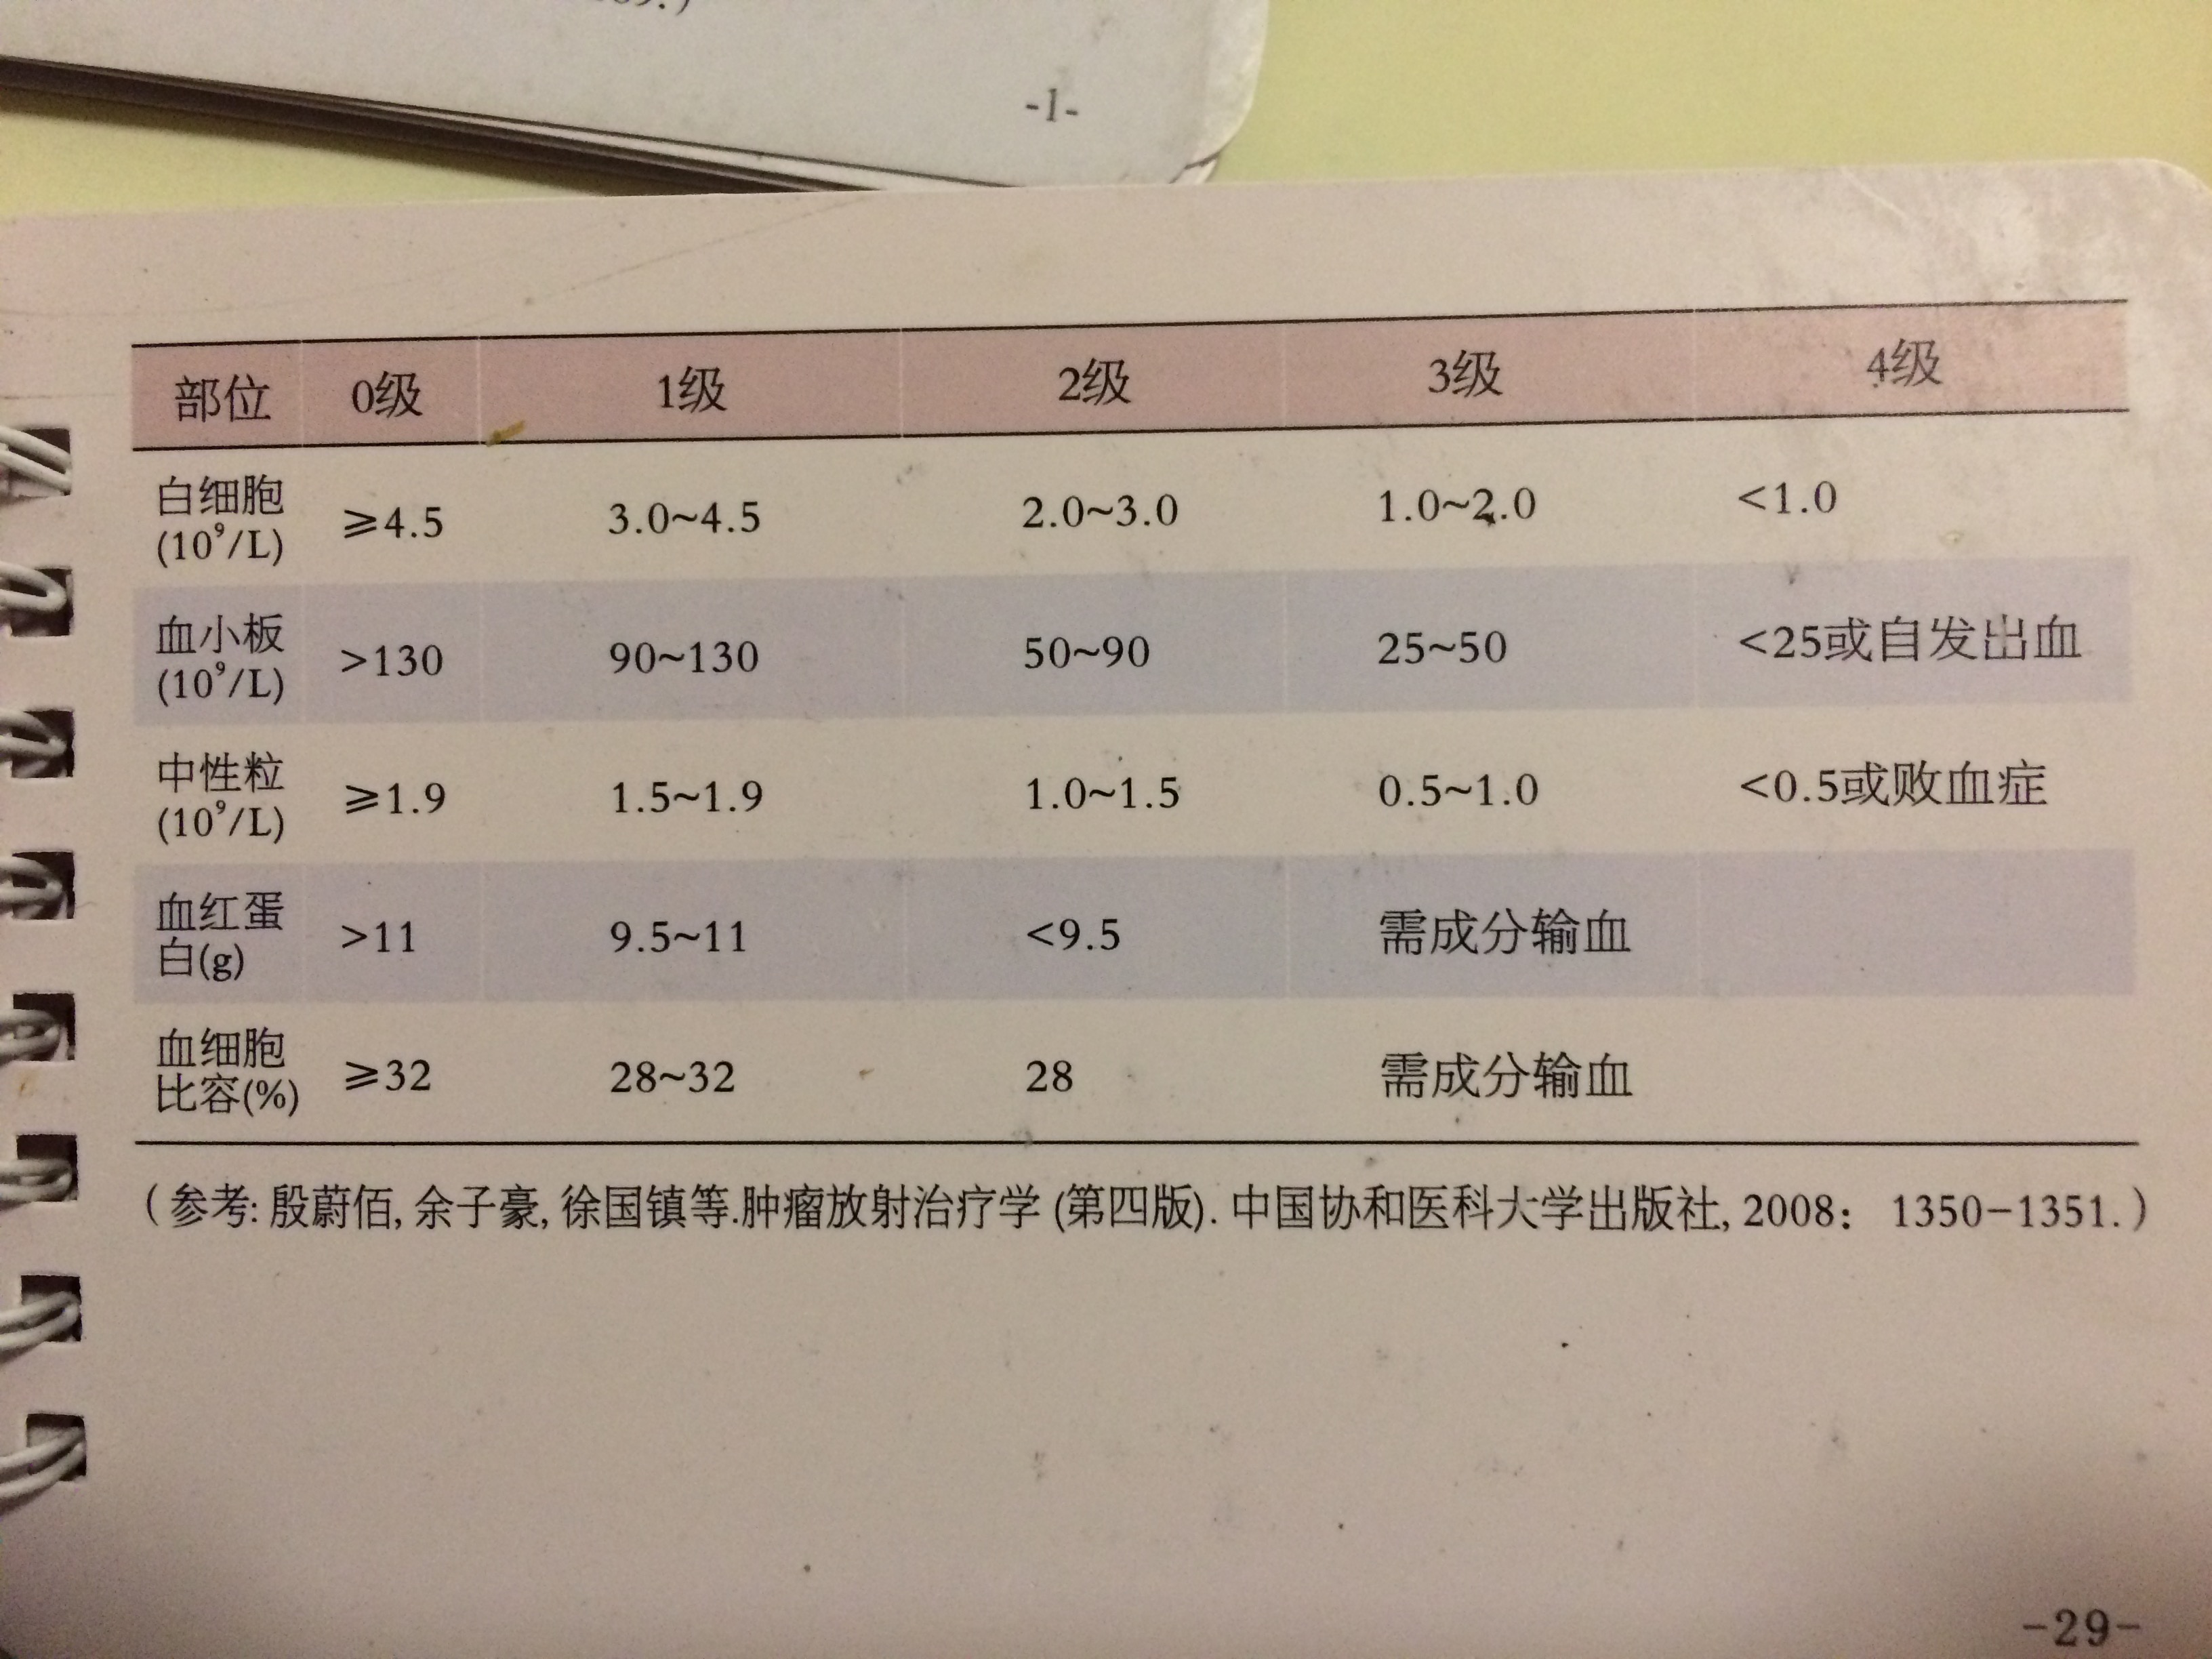 部位 0级 1级 2级 3级 4级
白细胞 (10⁹/L) ≥4.5 3.0~4.5 2.0~3.0 1.0~2.0 <1.0
血小板 (10⁹/L) >130 90~130 50~90 25~50 <25或自发出血
中性粒 (10⁹/L) ≥1.9 1.5~1.9 1.0~1.5 0.5~1.0 <0.5或败血症
血红蛋白(g) >11 9.5~11 <9.5 需成分输血
血细胞比容(%) ≥32 28~32 28 需成分输血
(参考: 殷蔚佰, 余子豪, 徐国镇等.肿瘤放射治疗学 (第四版). 中国协和医科大学出版社, 2008: 1350-1351.)
-29-
-1-